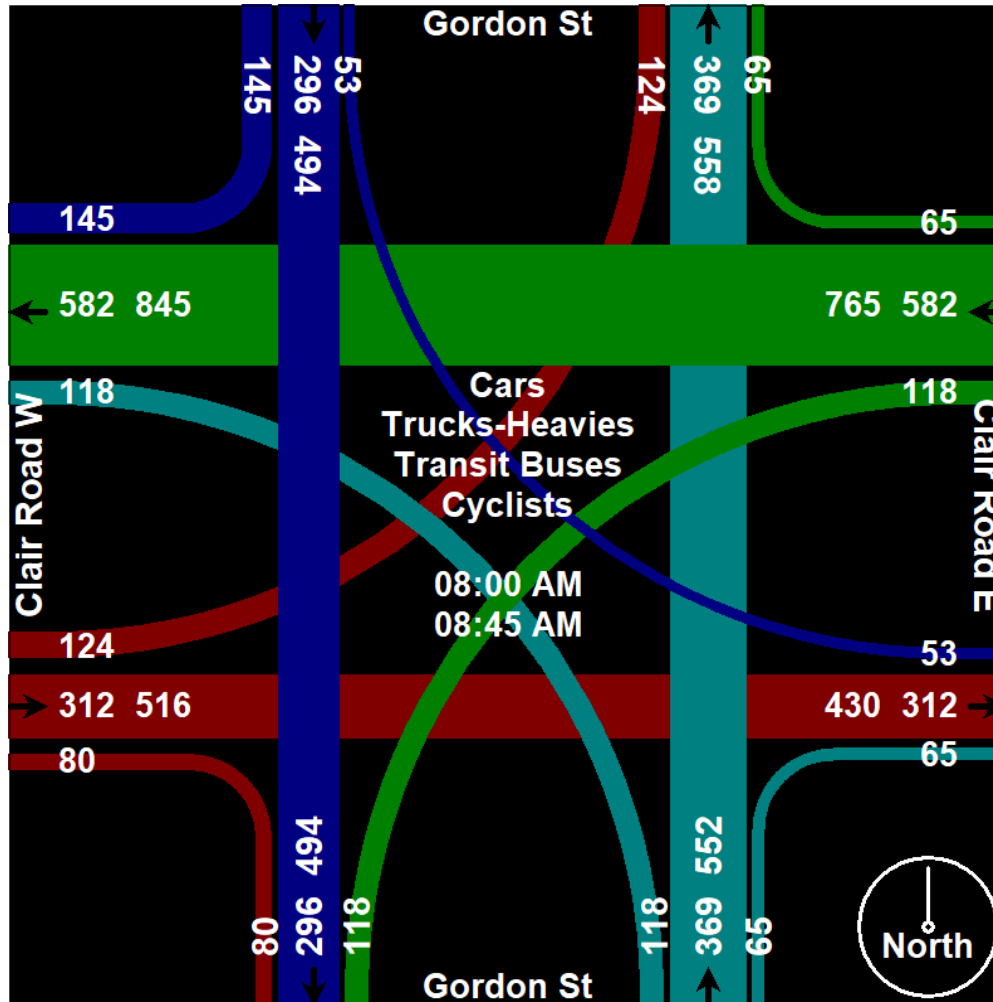 Gordon St
145
296 494
53
124
369 558
65
145
65
582 845
765 582
118
118
Cars
Trucks-Heavies
Transit Buses
Cyclists
Clair Road W
Clair Road E
08:00 AM
08:45 AM
124
53
312 516
430 312
80
65
80
296 494
118
118
369 552
65
North
Gordon St